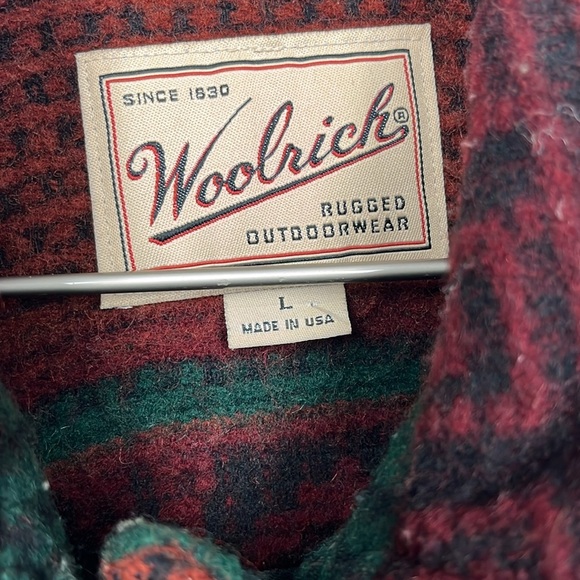 SINCE 1830
Woolrich®
RUGGED
OUTDOORWEAR
L
MADE IN USA